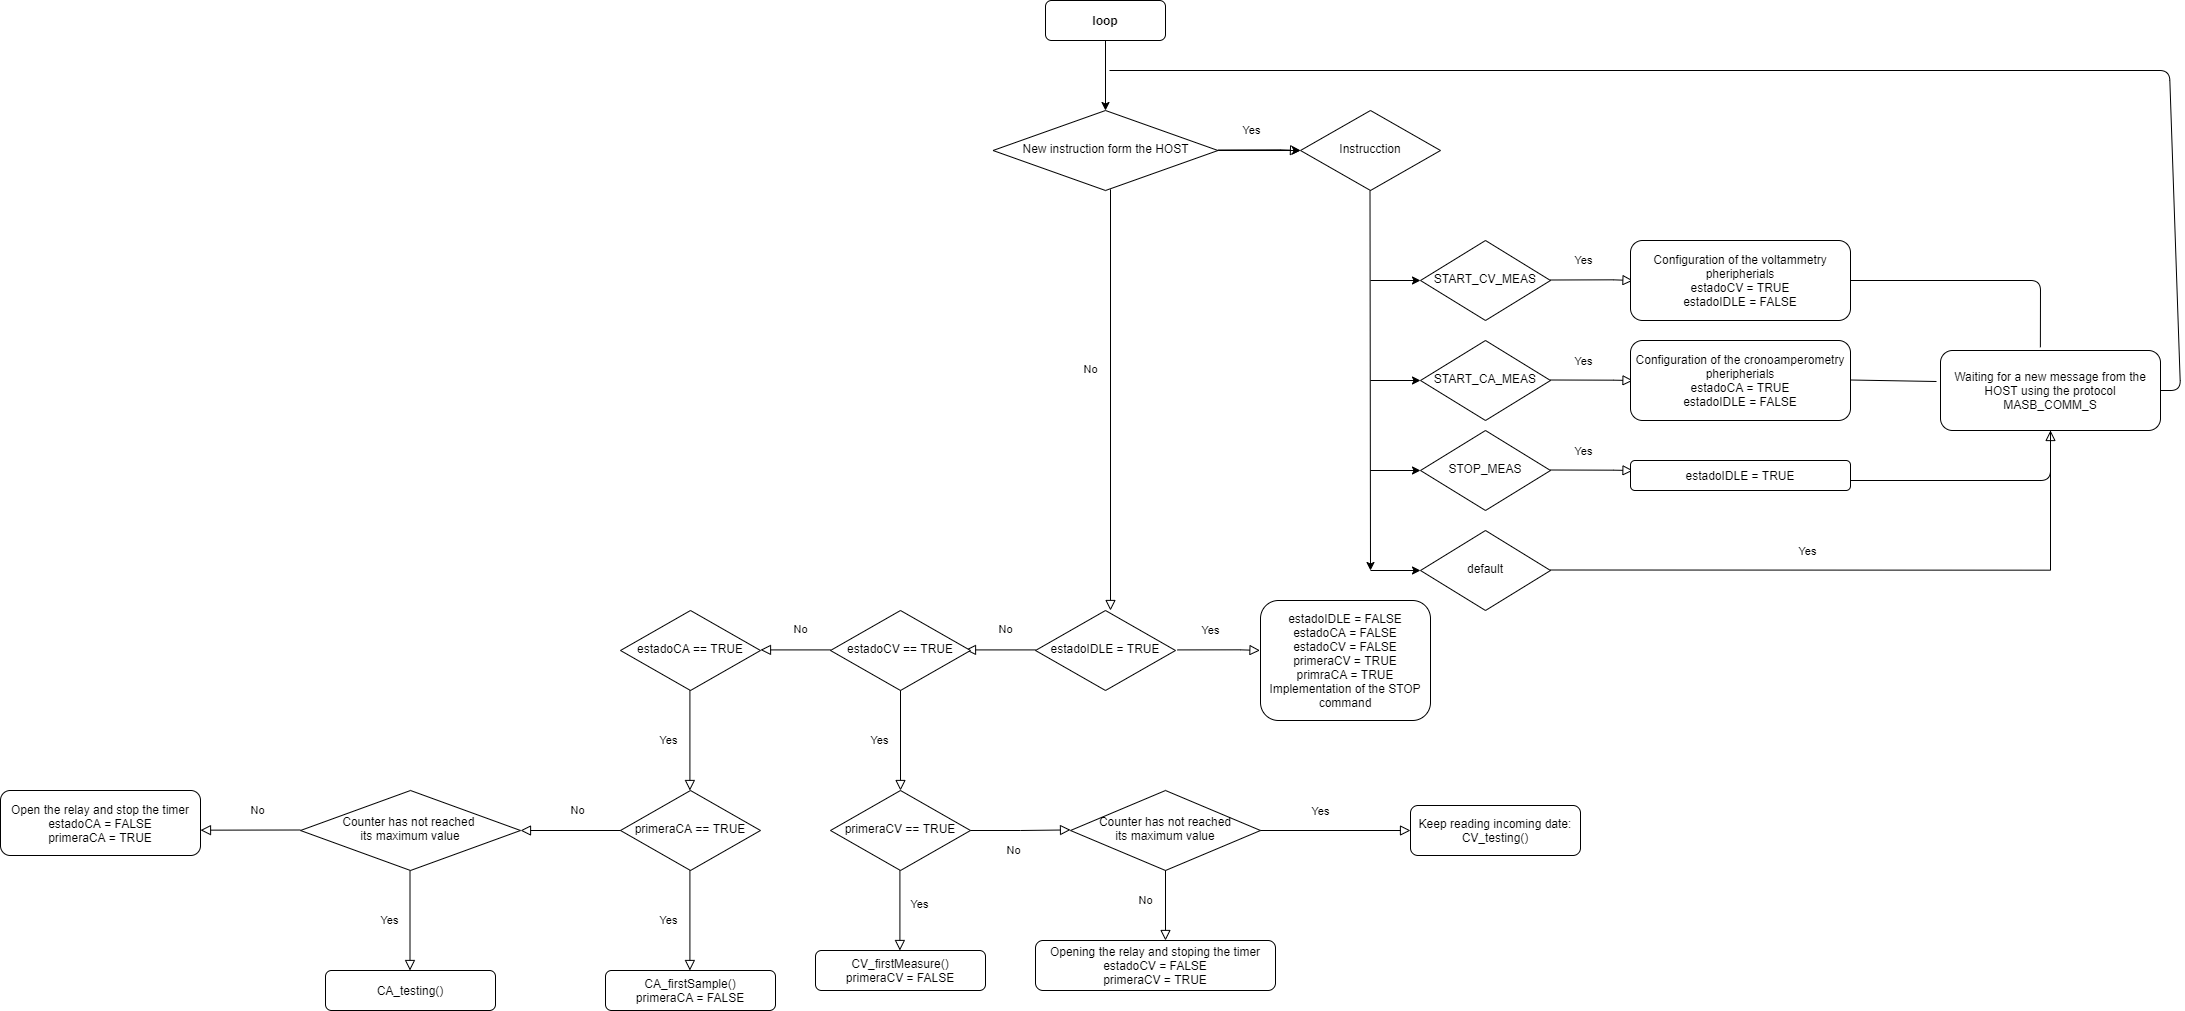 loop
New instruction form the HOST
Yes
Instrucction
START_CV_MEAS
Yes
Configuration of the voltammetry
pheripherials
estadoCV = TRUE
estadoIDLE = FALSE
START_CA_MEAS
Yes
Configuration of the cronoamperometry
pheripherials
estadoCA = TRUE
estadoIDLE = FALSE
Waiting for a new message from the
HOST using the protocol
MASB_COMM_S
No
STOP_MEAS
Yes
estadoIDLE = TRUE
default
Yes
estadoCA == TRUE
No
estadoCV == TRUE
No
estadoIDLE = TRUE
Yes
estadoIDLE = FALSE
estadoCA = FALSE
estadoCV = FALSE
primeraCV = TRUE
primraCA = TRUE
Implementation of the STOP
command
Yes
Yes
Open the relay and stop the timer
estadoCA = FALSE
primeraCA = TRUE
No
Counter has not reached
its maximum value
No
primeraCA == TRUE
primeraCV == TRUE
No
Counter has not reached
its maximum value
Yes
Keep reading incoming date:
CV_testing()
Yes
Yes
Yes
No
CA_testing()
CA_firstSample()
primeraCA = FALSE
CV_firstMeasure()
primeraCV = FALSE
Opening the relay and stoping the timer
estadoCV = FALSE
primeraCV = TRUE